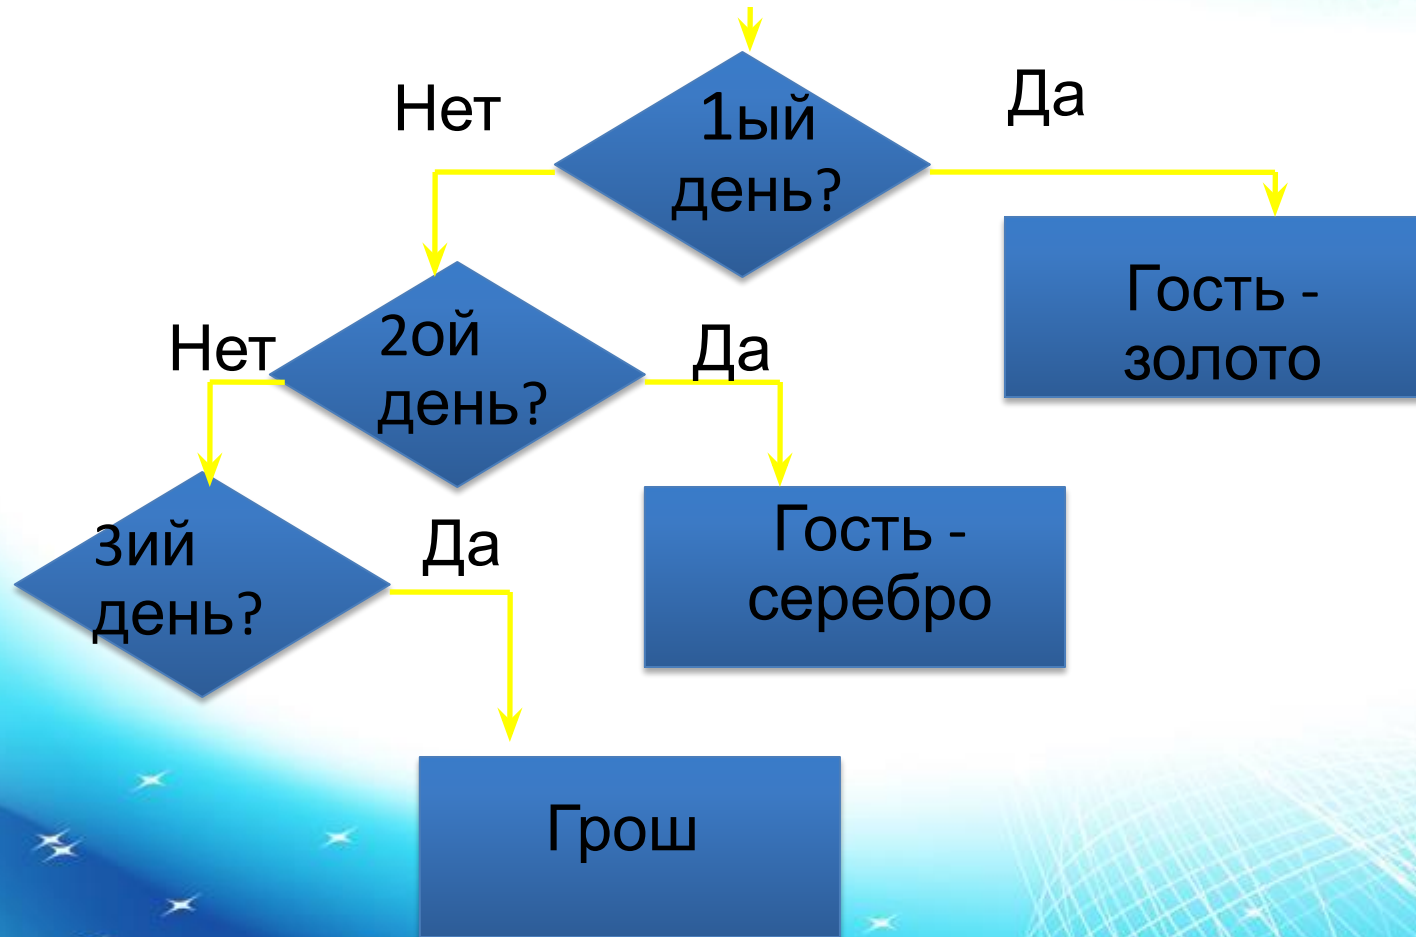 Нет
1ый
день?
Да
Гость -
золото
Нет
2ой
день?
Да
Гость -
серебро
3ий
день?
Да
Грош